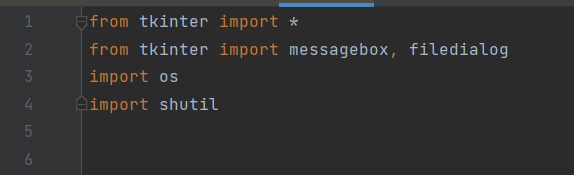 1 from tkinter import *
2 from tkinter import messagebox, filedialog
3 import os
4 import shutil
5
6